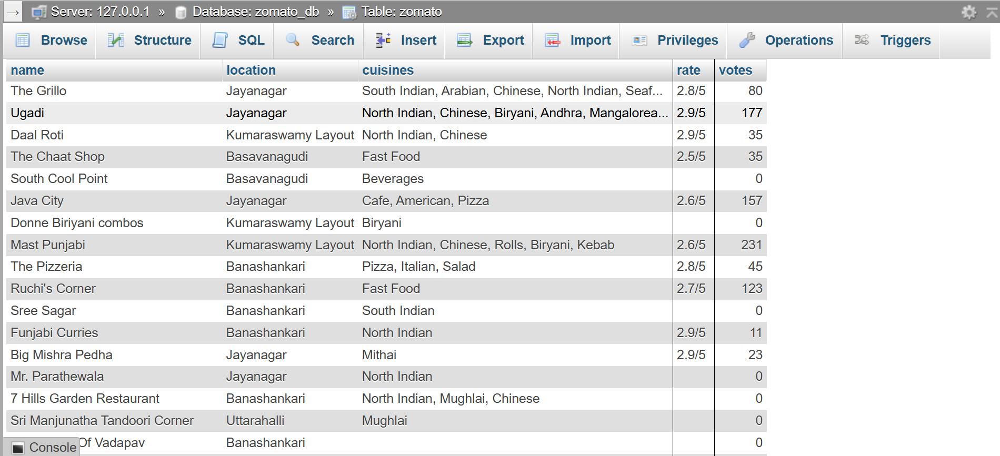 → Server: 127.0.0.1 » Database: zomato_db » Table: zomato
Browse Structure SQL Search Insert Export Import Privileges Operations Triggers
name location cuisines rate votes
The Grillo Jayanagar South Indian, Arabian, Chinese, North Indian, Seaf... 2.8/5 80
Ugadi Jayanagar North Indian, Chinese, Biryani, Andhra, Mangalorea... 2.9/5 177
Daal Roti Kumaraswamy Layout North Indian, Chinese 2.9/5 35
The Chaat Shop Basavanagudi Fast Food 2.5/5 35
South Cool Point Basavanagudi Beverages 0
Java City Jayanagar Cafe, American, Pizza 2.6/5 157
Donne Biriyani combos Kumaraswamy Layout Biryani 0
Mast Punjabi Kumaraswamy Layout North Indian, Chinese, Rolls, Biryani, Kebab 2.6/5 231
The Pizzeria Banashankari Pizza, Italian, Salad 2.8/5 45
Ruchi's Corner Banashankari Fast Food 2.7/5 123
Sree Sagar Banashankari South Indian 0
Funjabi Curries Banashankari North Indian 2.9/5 11
Big Mishra Pedha Jayanagar Mithai 2.9/5 23
Mr. Parathewala Jayanagar North Indian 0
7 Hills Garden Restaurant Banashankari North Indian, Mughlai, Chinese 0
Sri Manjunatha Tandoori Corner Uttarahalli Mughlai 0
Of Vadapav Banashankari 0
Console